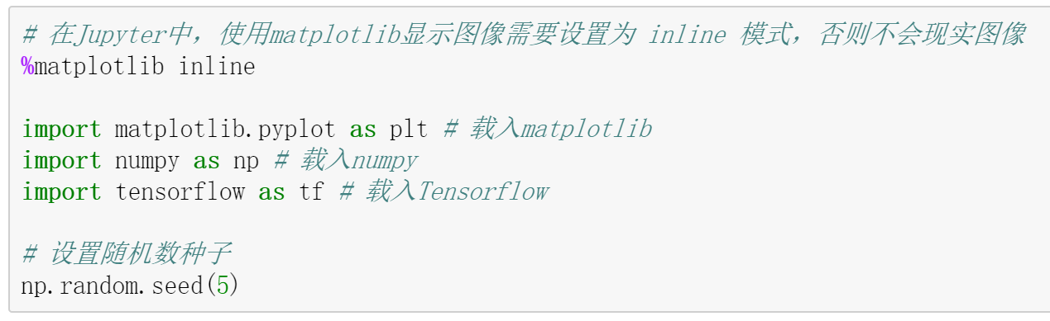 # 在Jupyter中，使用matplotlib显示图像需要设置为 inline 模式，否则不会现实图像
%matplotlib inline
import matplotlib.pyplot as plt # 载入matplotlib
import numpy as np # 载入numpy
import tensorflow as tf # 载入Tensorflow
# 设置随机数种子
np.random.seed(5)